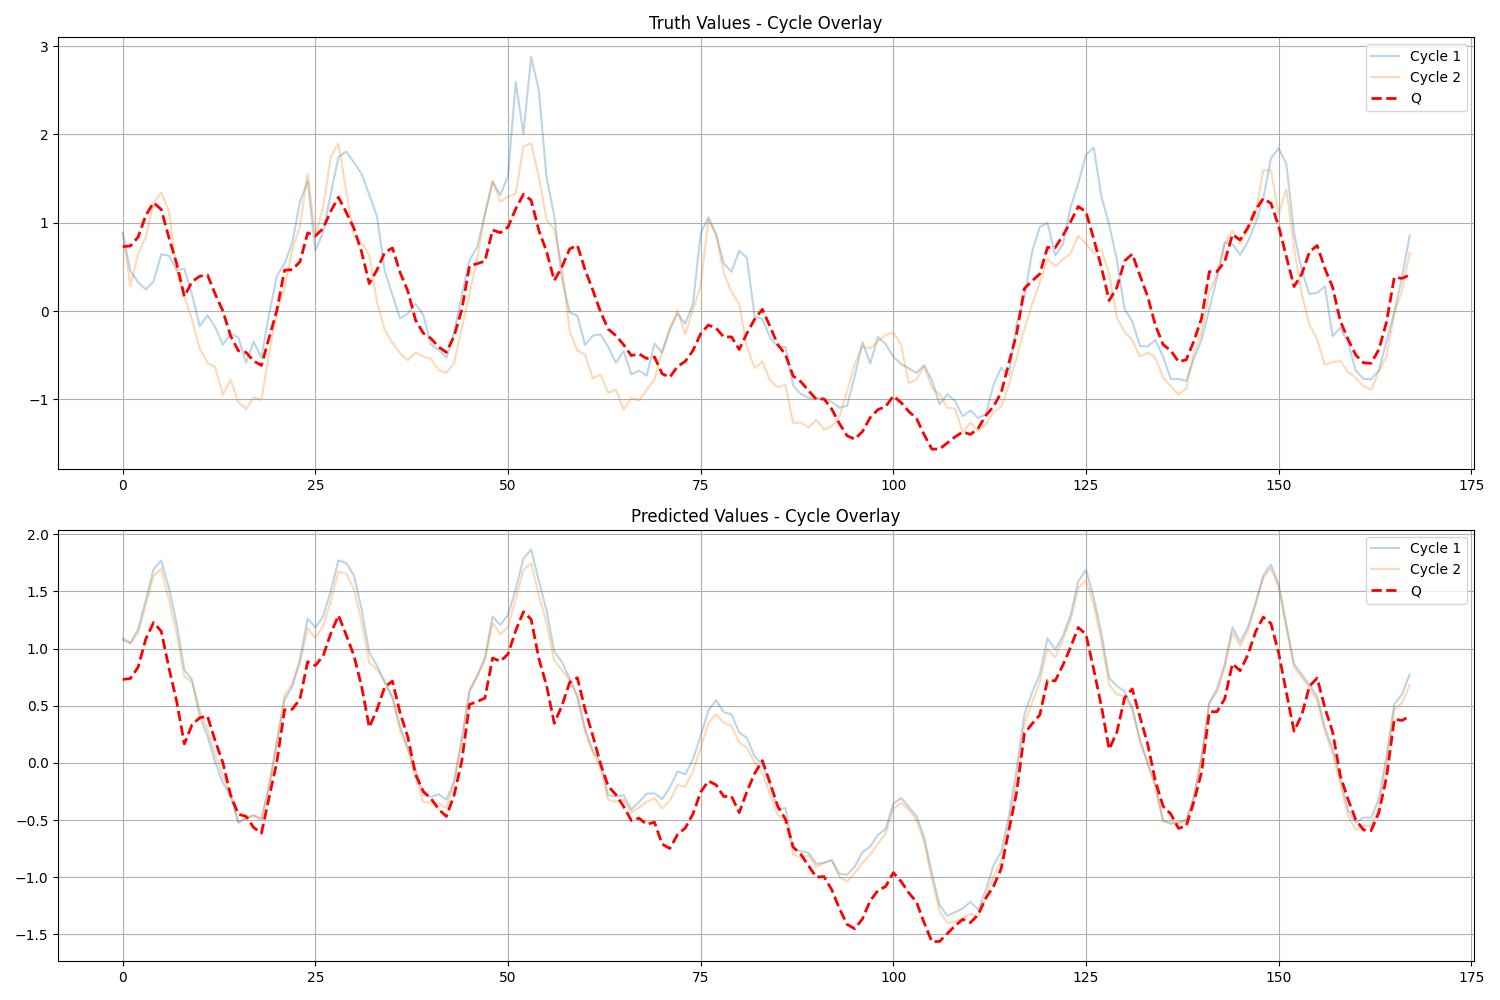 Truth Values - Cycle Overlay
3
2
1
0
−1
Cycle 1
Cycle 2
Q
0 25 50 75 100 125 150 175
Predicted Values - Cycle Overlay
2.0
1.5
1.0
0.5
0.0
−0.5
−1.0
−1.5
Cycle 1
Cycle 2
Q
0 25 50 75 100 125 150 175